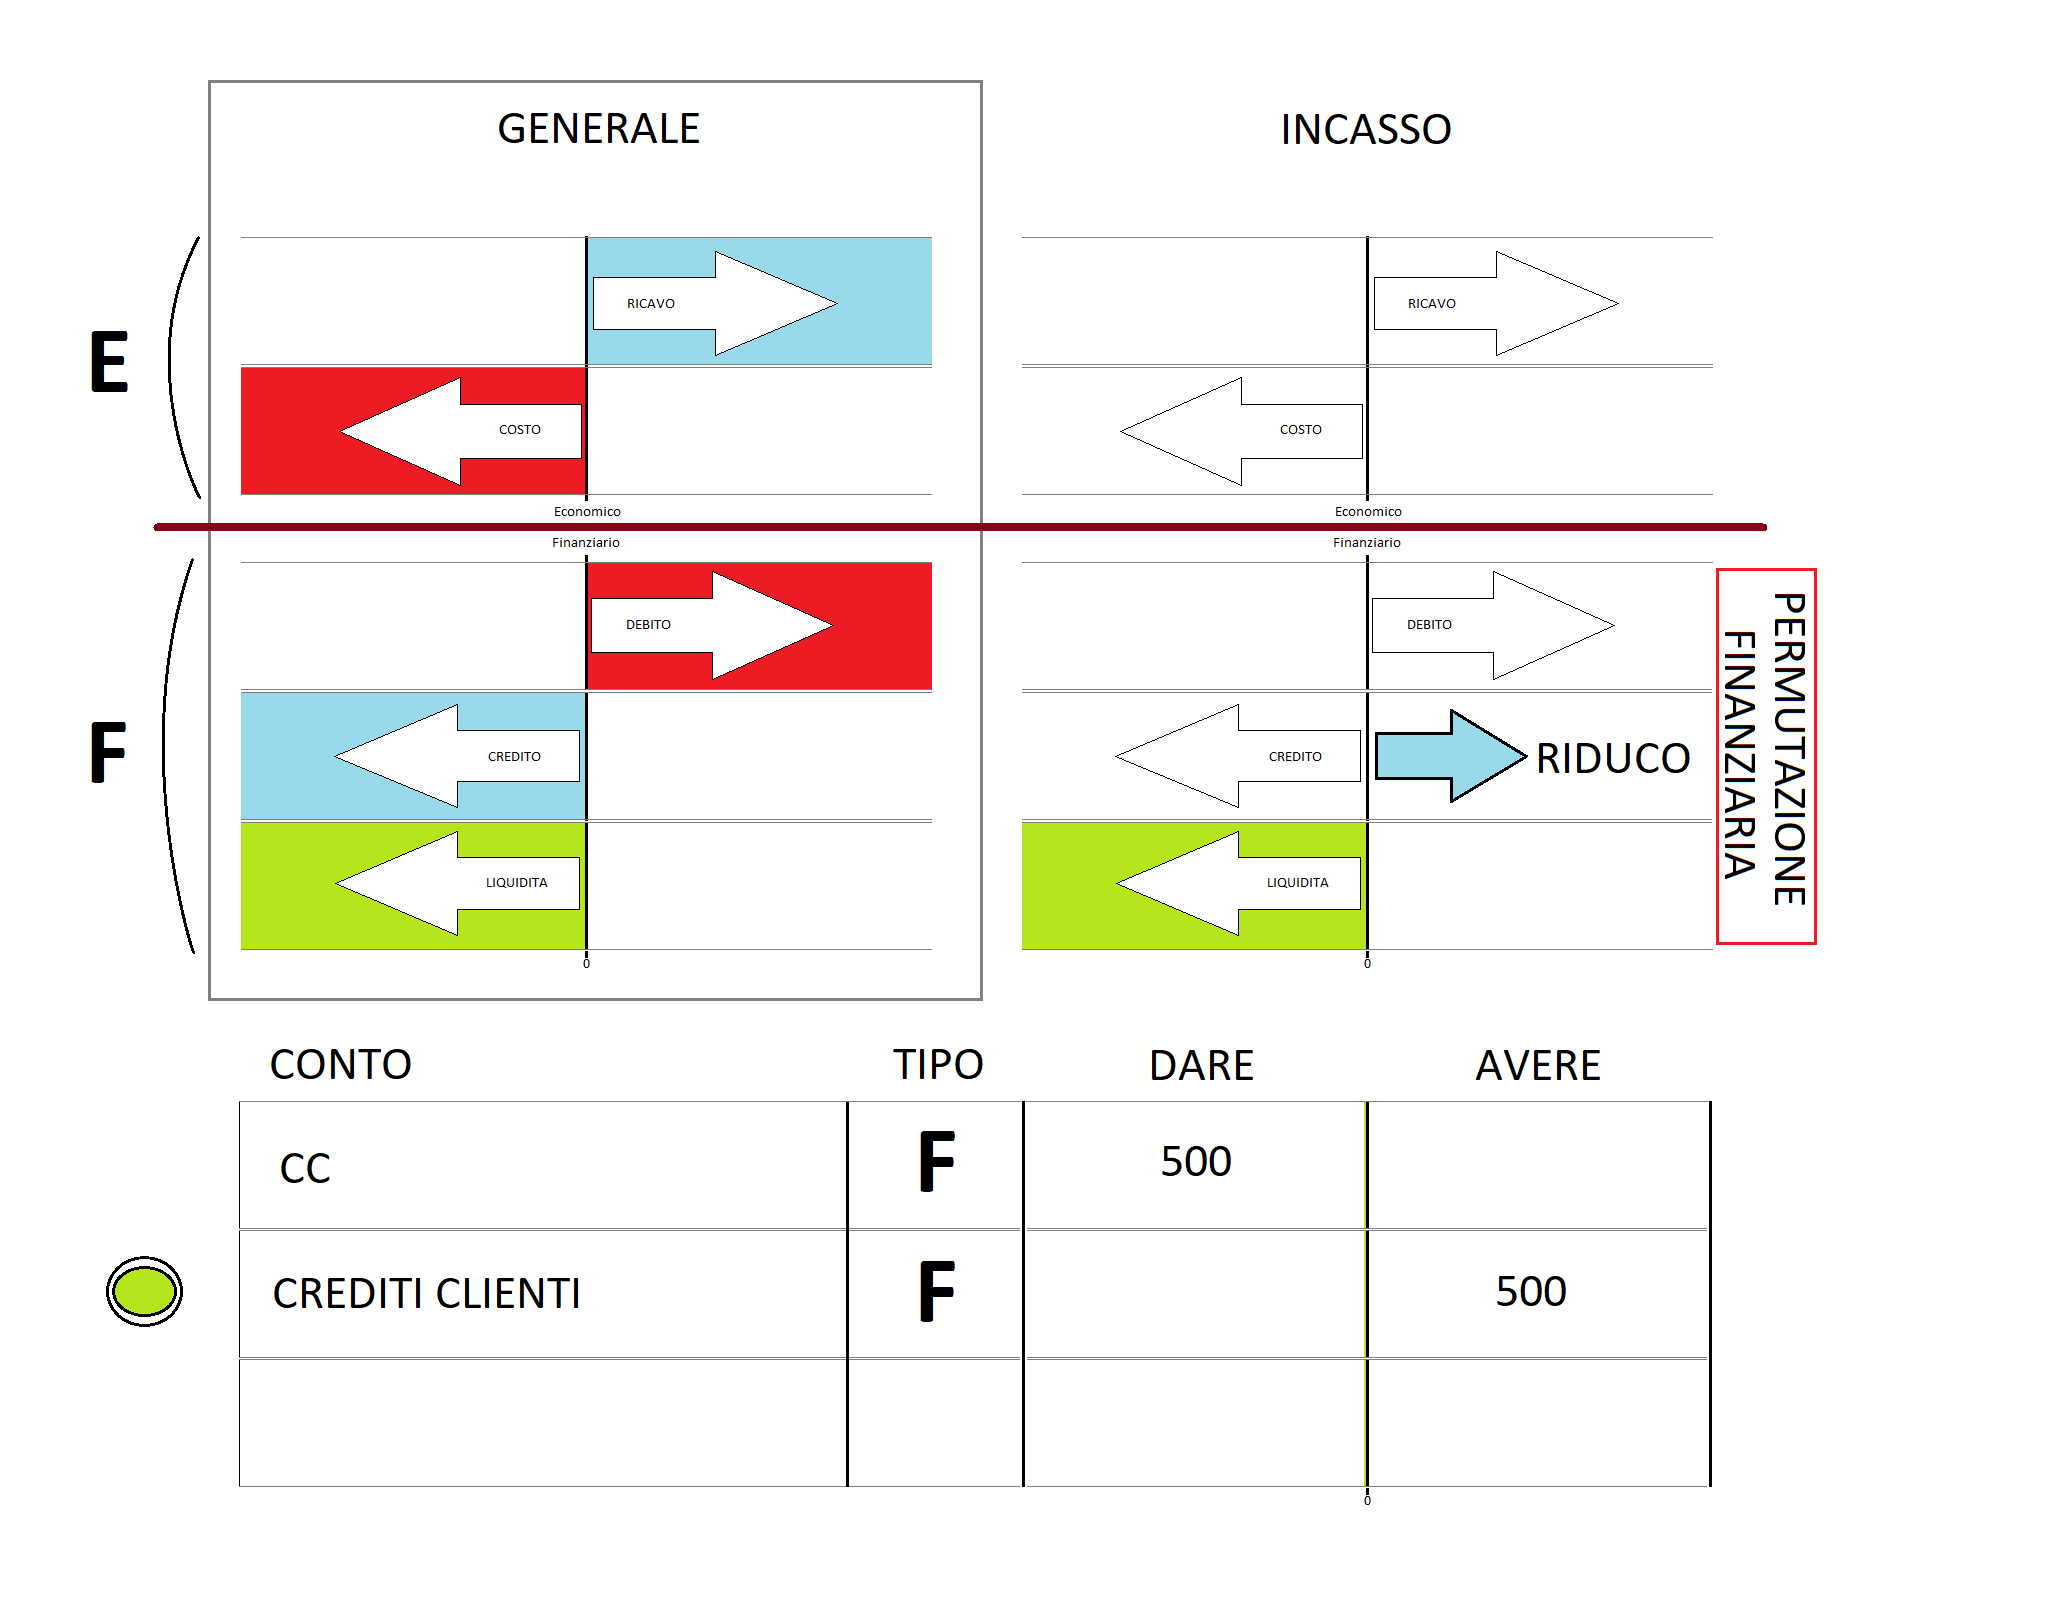 GENERALE
INCASSO
E
RICAVO
COSTO
Economico
Finanziario
F
DEBITO
CREDITO
LIQUIDITA
0
RICAVO
COSTO
Economico
Finanziario
DEBITO
CREDITO
RIDUCO
LIQUIDITA
0
PERMUTAZIONE
FINANZIARIA
CONTO TIPO DARE AVERE
CC F 500
CREDITI CLIENTI F 500
0